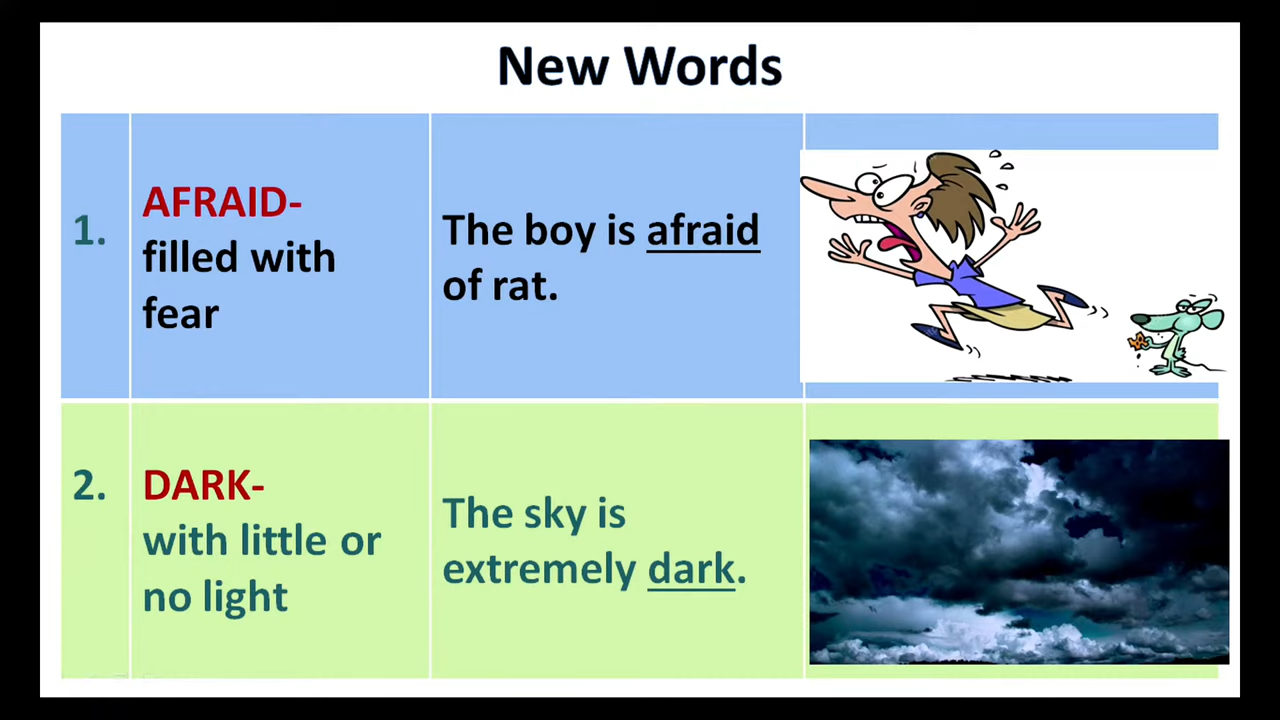 New Words
1.
AFRAID-
filled with
fear
The boy is afraid
of rat.
2.
DARK-
with little or
no light
The sky is
extremely dark.